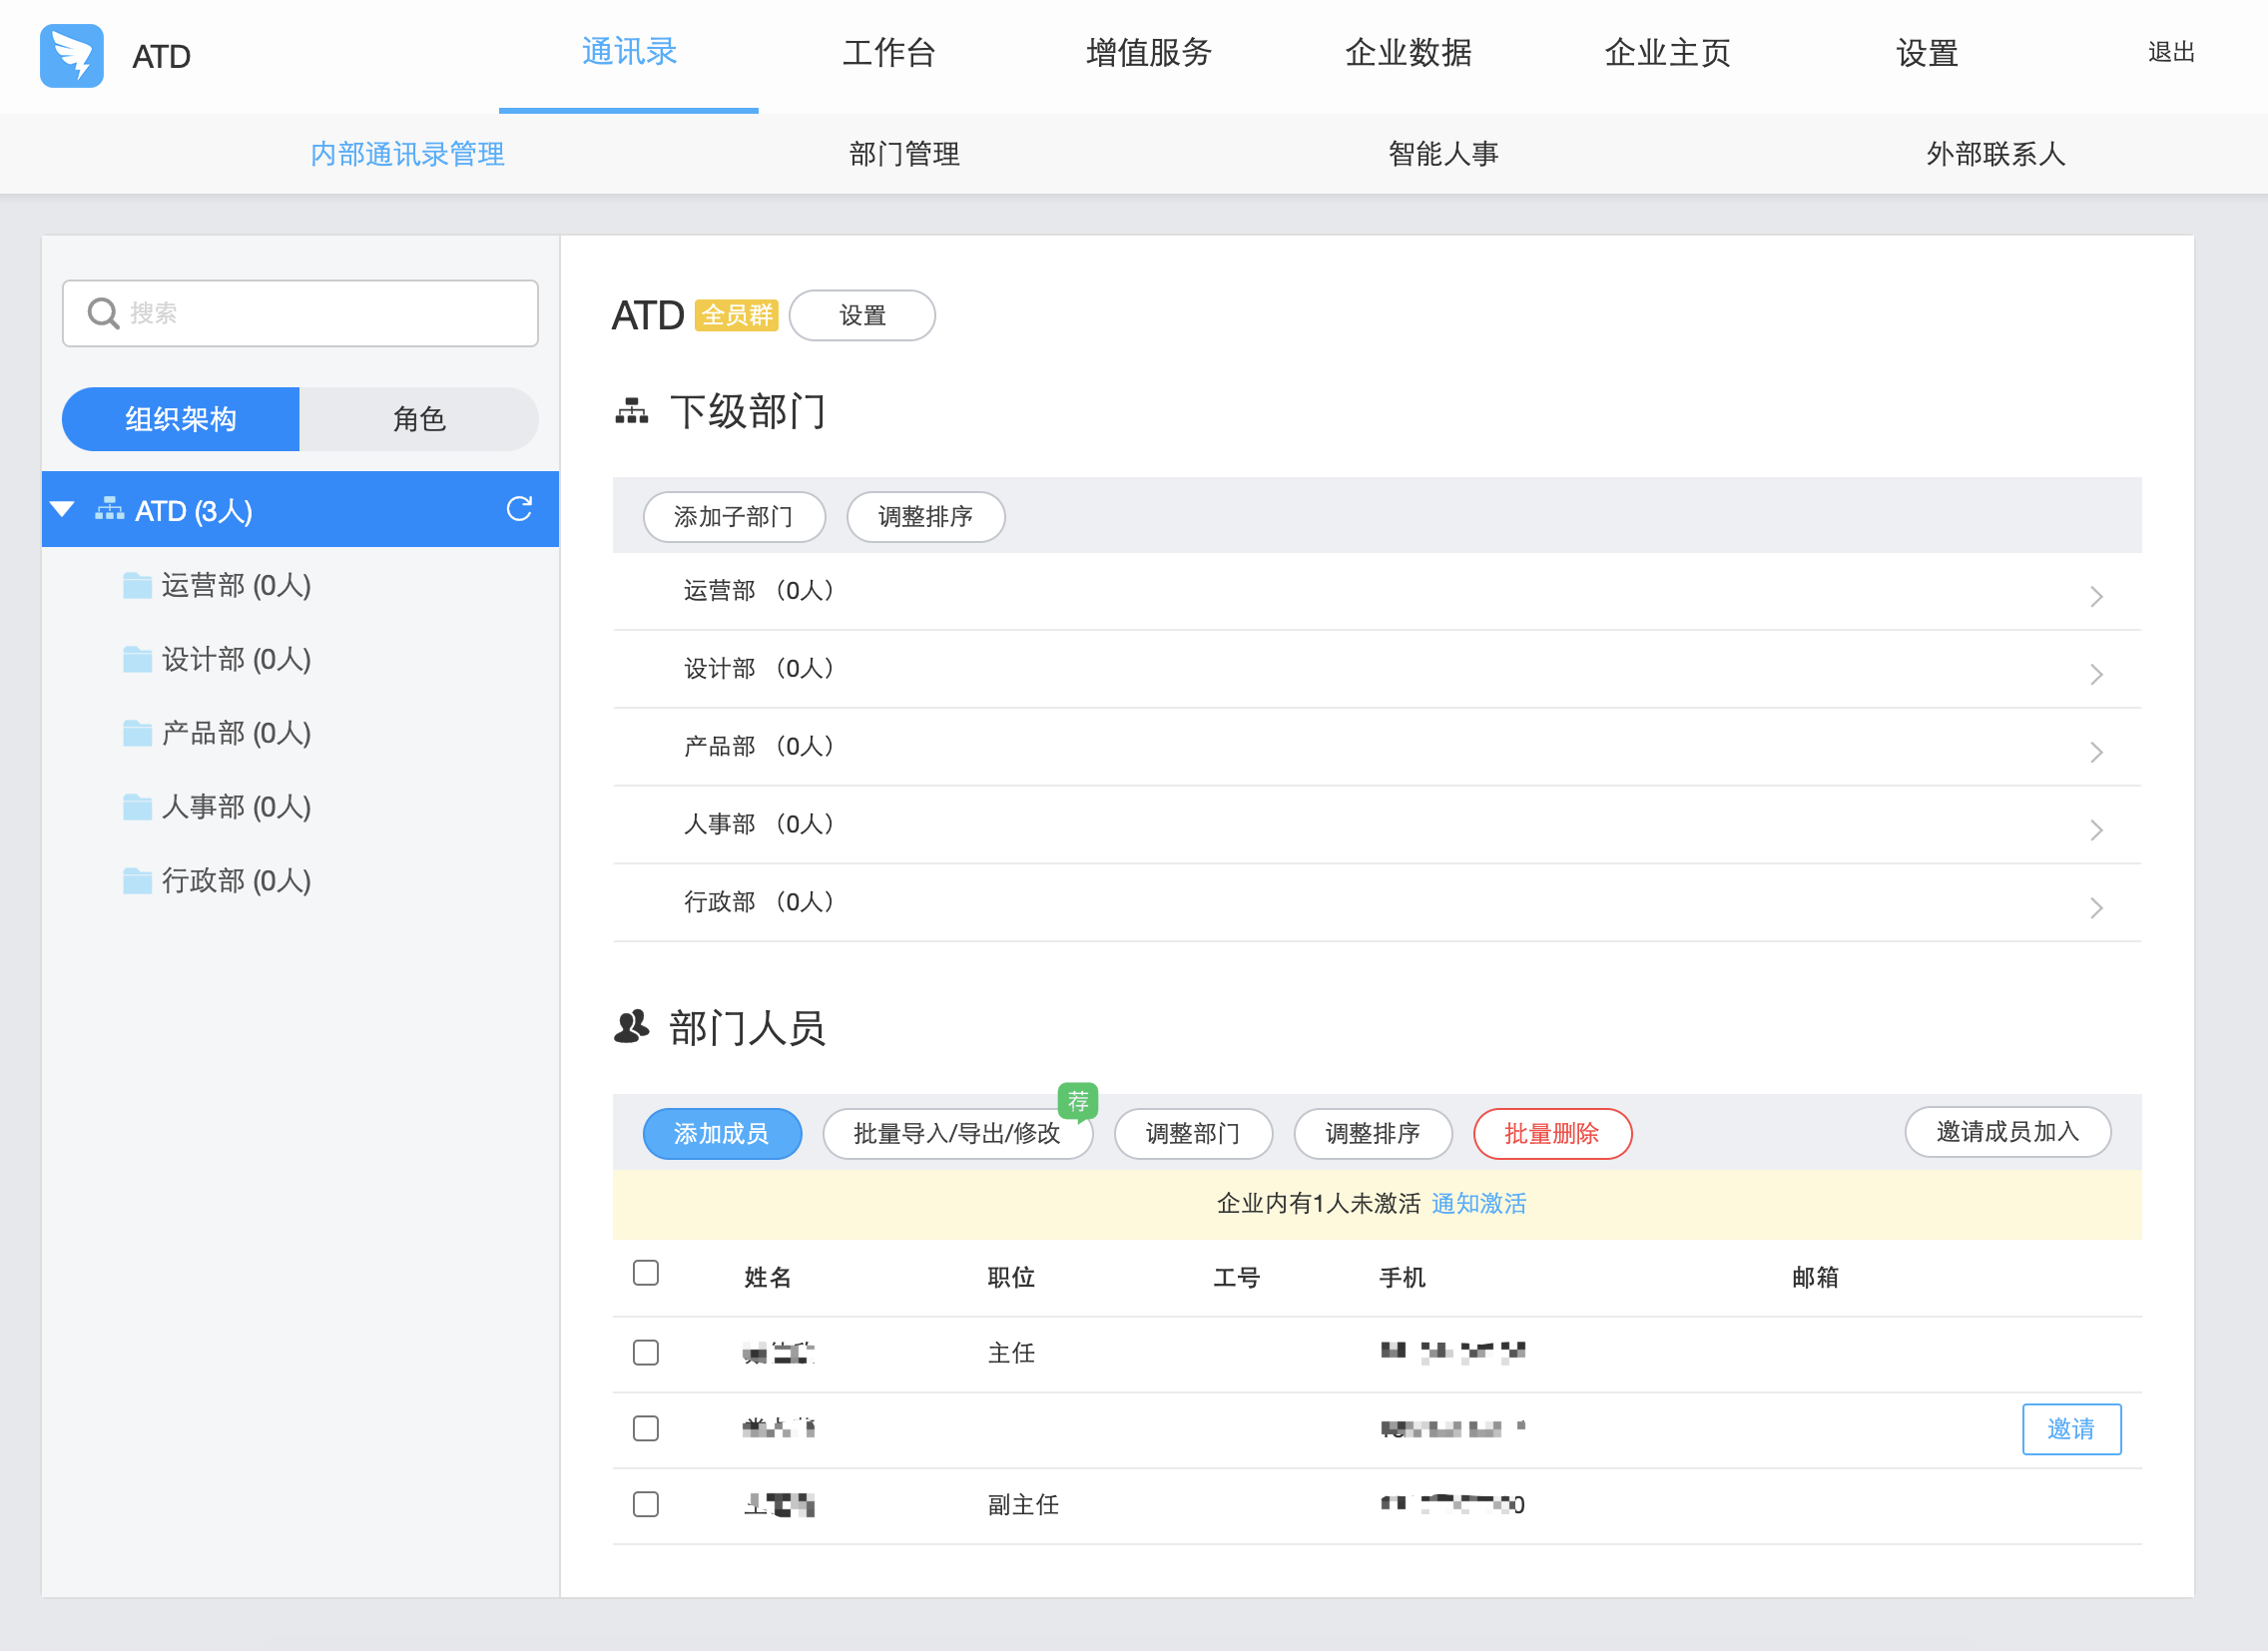 ATD
通讯录 工作台 增值服务 企业数据 企业主页 设置 退出
内部通讯录管理 部门管理 智能人事 外部联系人
搜索
组织架构 角色
ATD (3人)
运营部 (0人)
设计部 (0人)
产品部 (0人)
人事部 (0人)
行政部 (0人)
ATD 全员群 设置
下级部门
添加子部门 调整排序
运营部 （0人）
设计部 （0人）
产品部 （0人）
人事部 （0人）
行政部 （0人）
部门人员
荐
添加成员 批量导入/导出/修改 调整部门 调整排序 批量删除 邀请成员加入
企业内有1人未激活 通知激活
姓名 职位 工号 手机 邮箱
主任
邀请
副主任